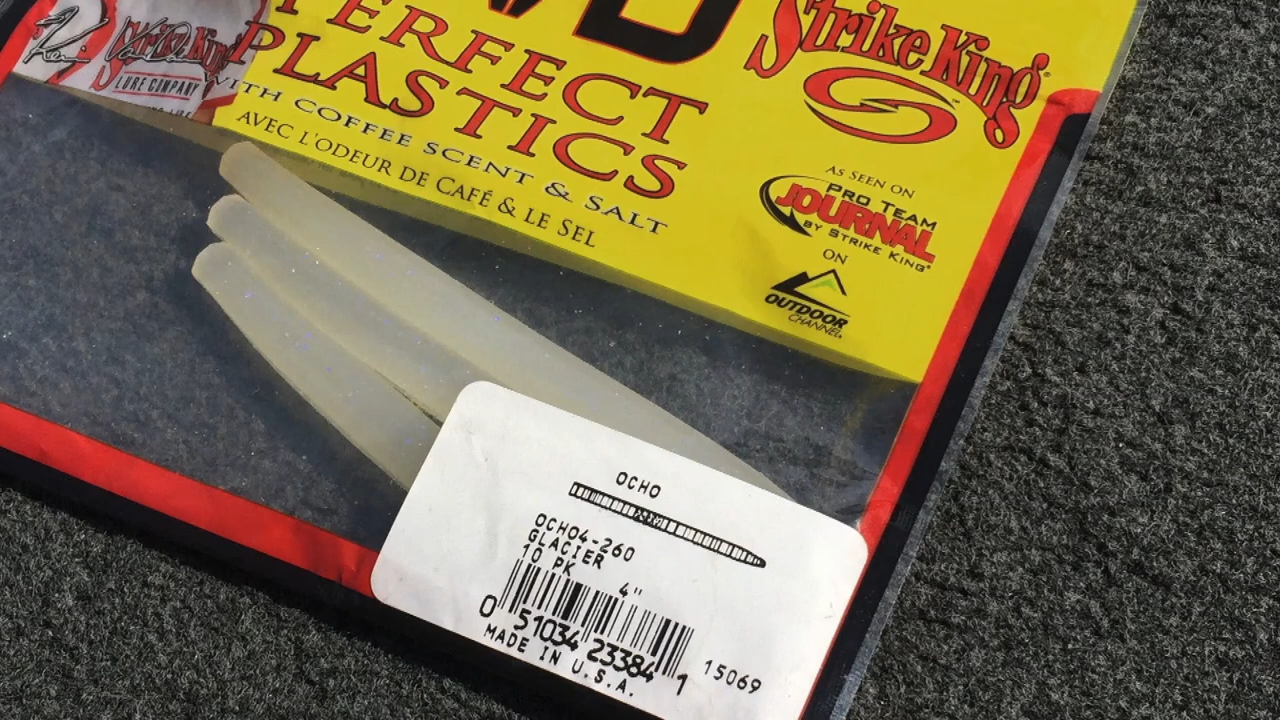 Strike King
LURE COMPANY
PERFECT
PLASTICS
WITH COFFEE SCENT & SALT
AVEC L'ODEUR DE CAFÉ & LE SEL
Strike King®
AS SEEN ON
PRO TEAM
JOURNAL
BY STRIKE KING®
ON
OUTDOOR
CHANNEL®
OCHO
OCHO4-260
GLACIER
10 PK
4"
0 51034 23384 1
15069
MADE IN U.S.A.